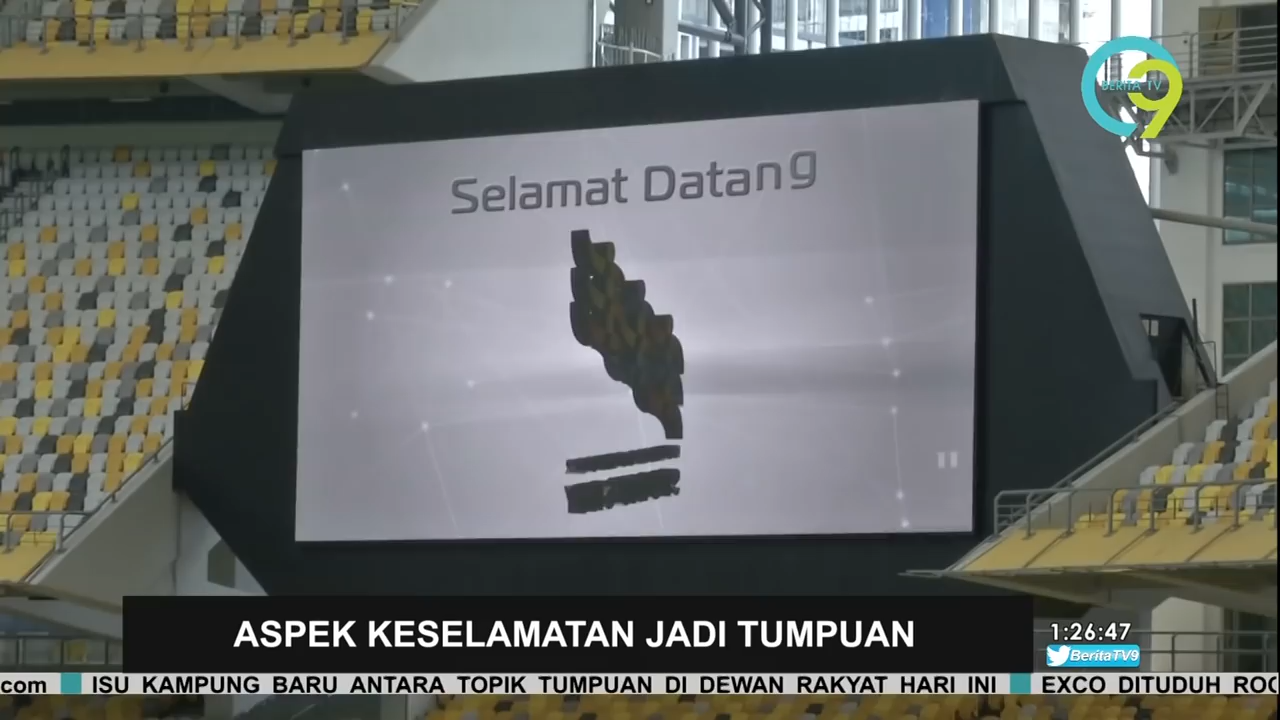 BERITA TV
9
Selamat Datang
ASPEK KESELAMATAN JADI TUMPUAN
1:26:47
BeritaTV9
com ISU KAMPUNG BARU ANTARA TOPIK TUMPUAN DI DEWAN RAKYAT HARI INI EXCO DITUDUH